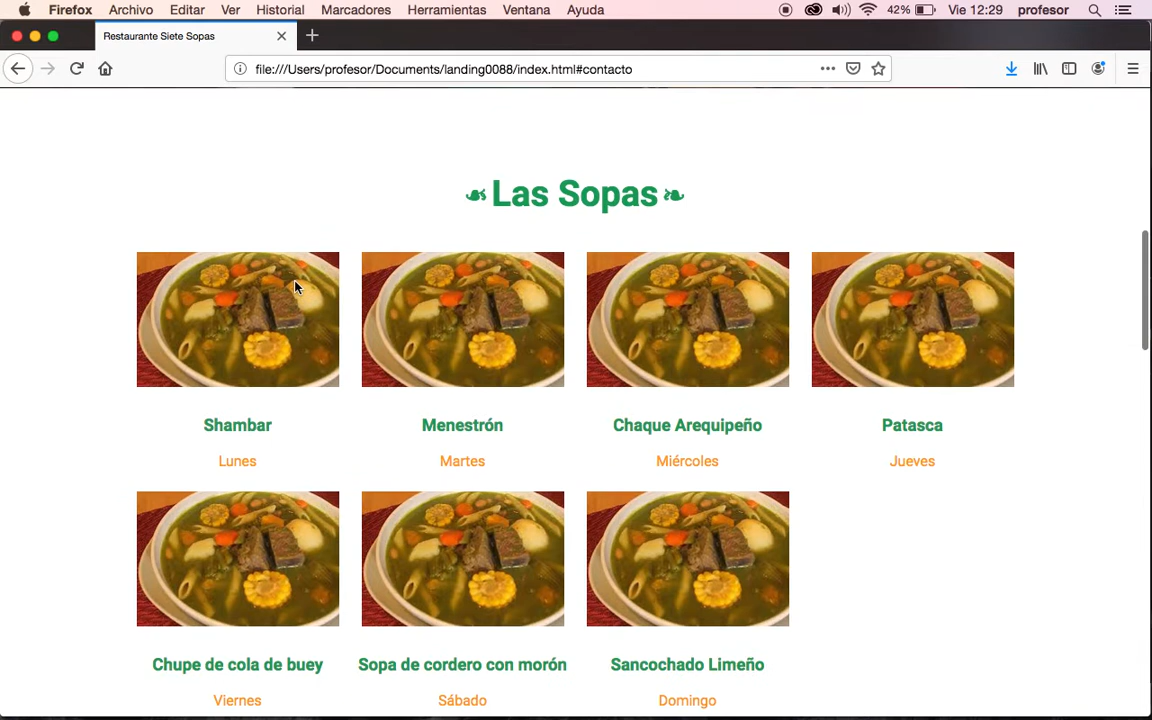 Firefox Archivo Editar Ver Historial Marcadores Herramientas Ventana Ayuda 42% Vie 12:29 profesor
Restaurante Siete Sopas
file:///Users/profesor/Documents/landing0088/index.html#contacto
Las Sopas
Shambar Menestrón Chaque Arequipeño Patasca
Lunes Martes Miércoles Jueves
Chupe de cola de buey Sopa de cordero con morón Sancochado Limeño
Viernes Sábado Domingo